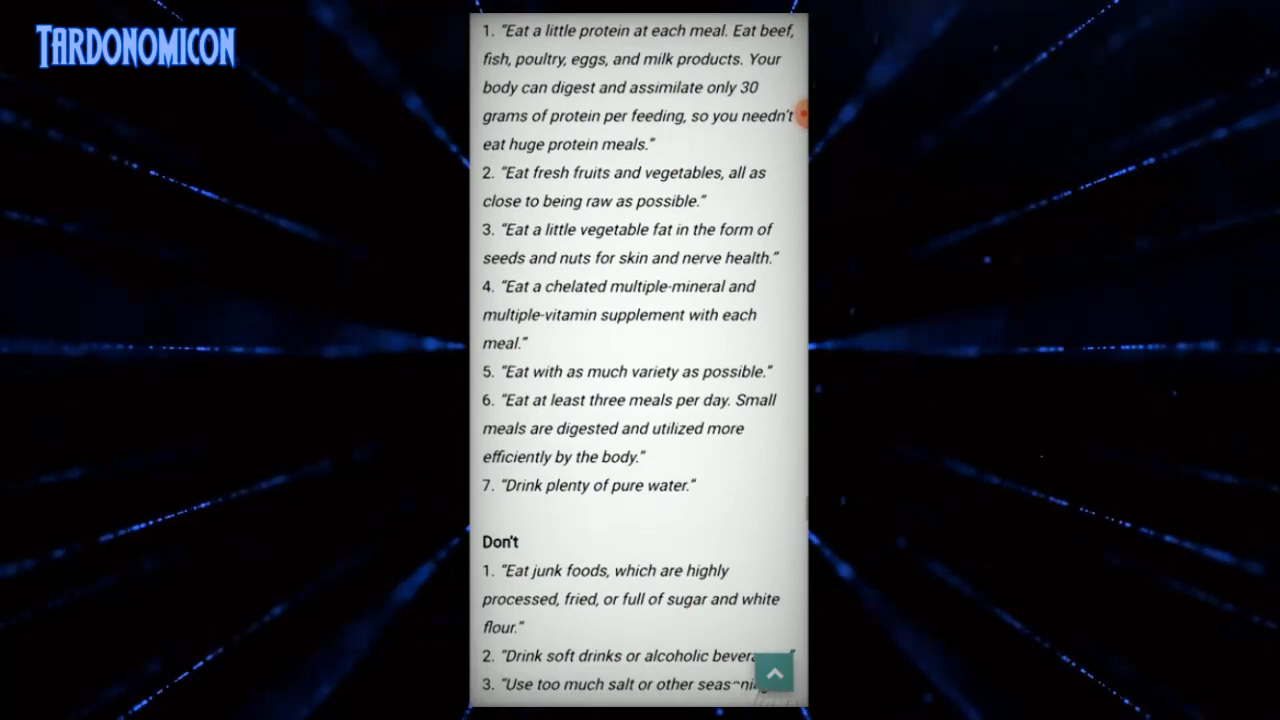 TARDONOMICON
1. “Eat a little protein at each meal. Eat beef,
fish, poultry, eggs, and milk products. Your
body can digest and assimilate only 30
grams of protein per feeding, so you needn't
eat huge protein meals.”
2. “Eat fresh fruits and vegetables, all as
close to being raw as possible.”
3. “Eat a little vegetable fat in the form of
seeds and nuts for skin and nerve health.”
4. “Eat a chelated multiple-mineral and
multiple-vitamin supplement with each
meal.”
5. “Eat with as much variety as possible.”
6. “Eat at least three meals per day. Small
meals are digested and utilized more
efficiently by the body.”
7. “Drink plenty of pure water.”
Don't
1. “Eat junk foods, which are highly
processed, fried, or full of sugar and white
flour.”
2. “Drink soft drinks or alcoholic
3. “Use too much salt or other